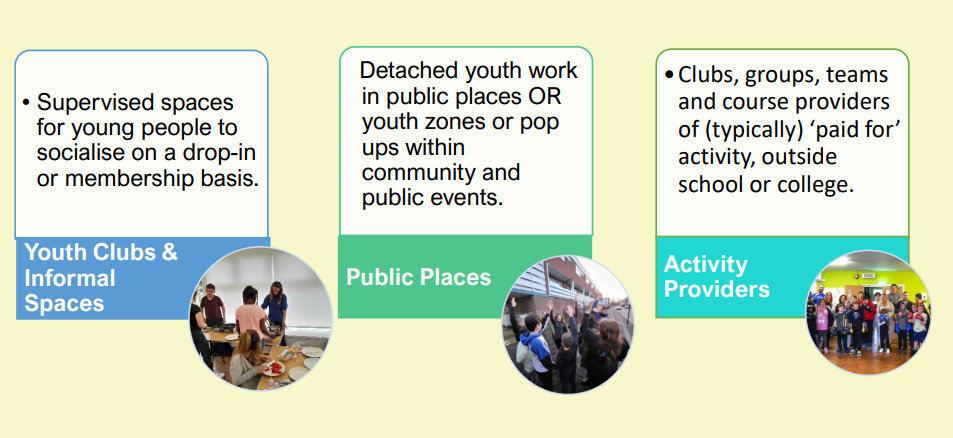 • Supervised spaces
for young people to
socialise on a drop-in
or membership basis.
Youth Clubs &
Informal
Spaces
Detached youth work
in public places OR
youth zones or pop
ups within
community and
public events.
Public Places
• Clubs, groups, teams
and course providers
of (typically) ‘paid for’
activity, outside
school or college.
Activity
Providers